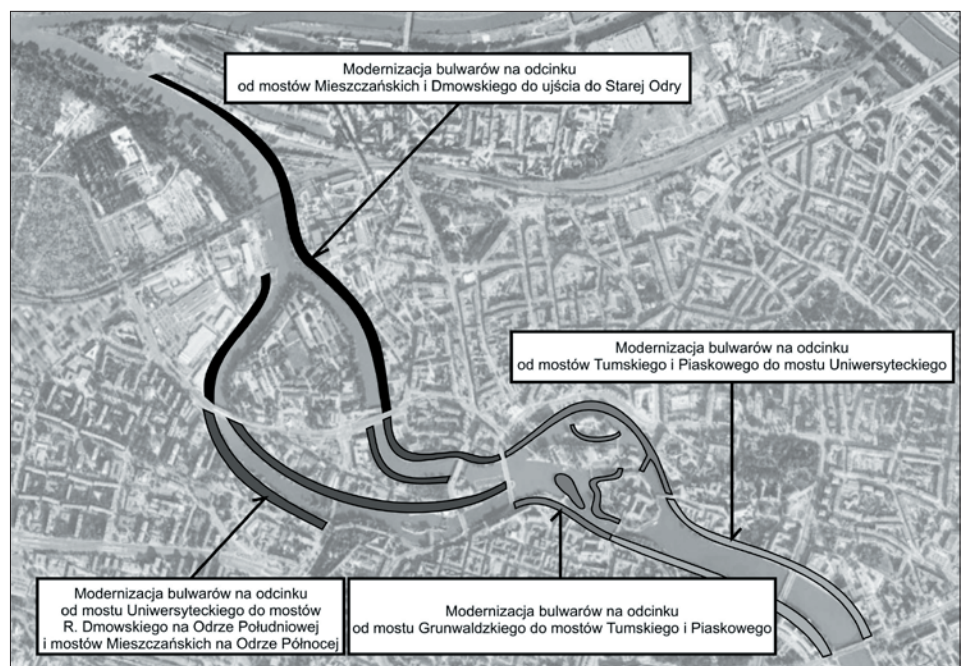 Modernizacja bulwarów na odcinku
od mostów Mieszczańskich i Dmowskiego do ujścia do Starej Odry
Modernizacja bulwarów na odcinku
od mostów Tumskiego i Piaskowego do mostu Uniwersyteckiego
Modernizacja bulwarów na odcinku
od mostu Uniwersyteckiego do mostów
R. Dmowskiego na Odrze Południowej
i mostów Mieszczańskich na Odrze Północej
Modernizacja bulwarów na odcinku
od mostu Grunwaldzkiego do mostów Tumskiego i Piaskowego